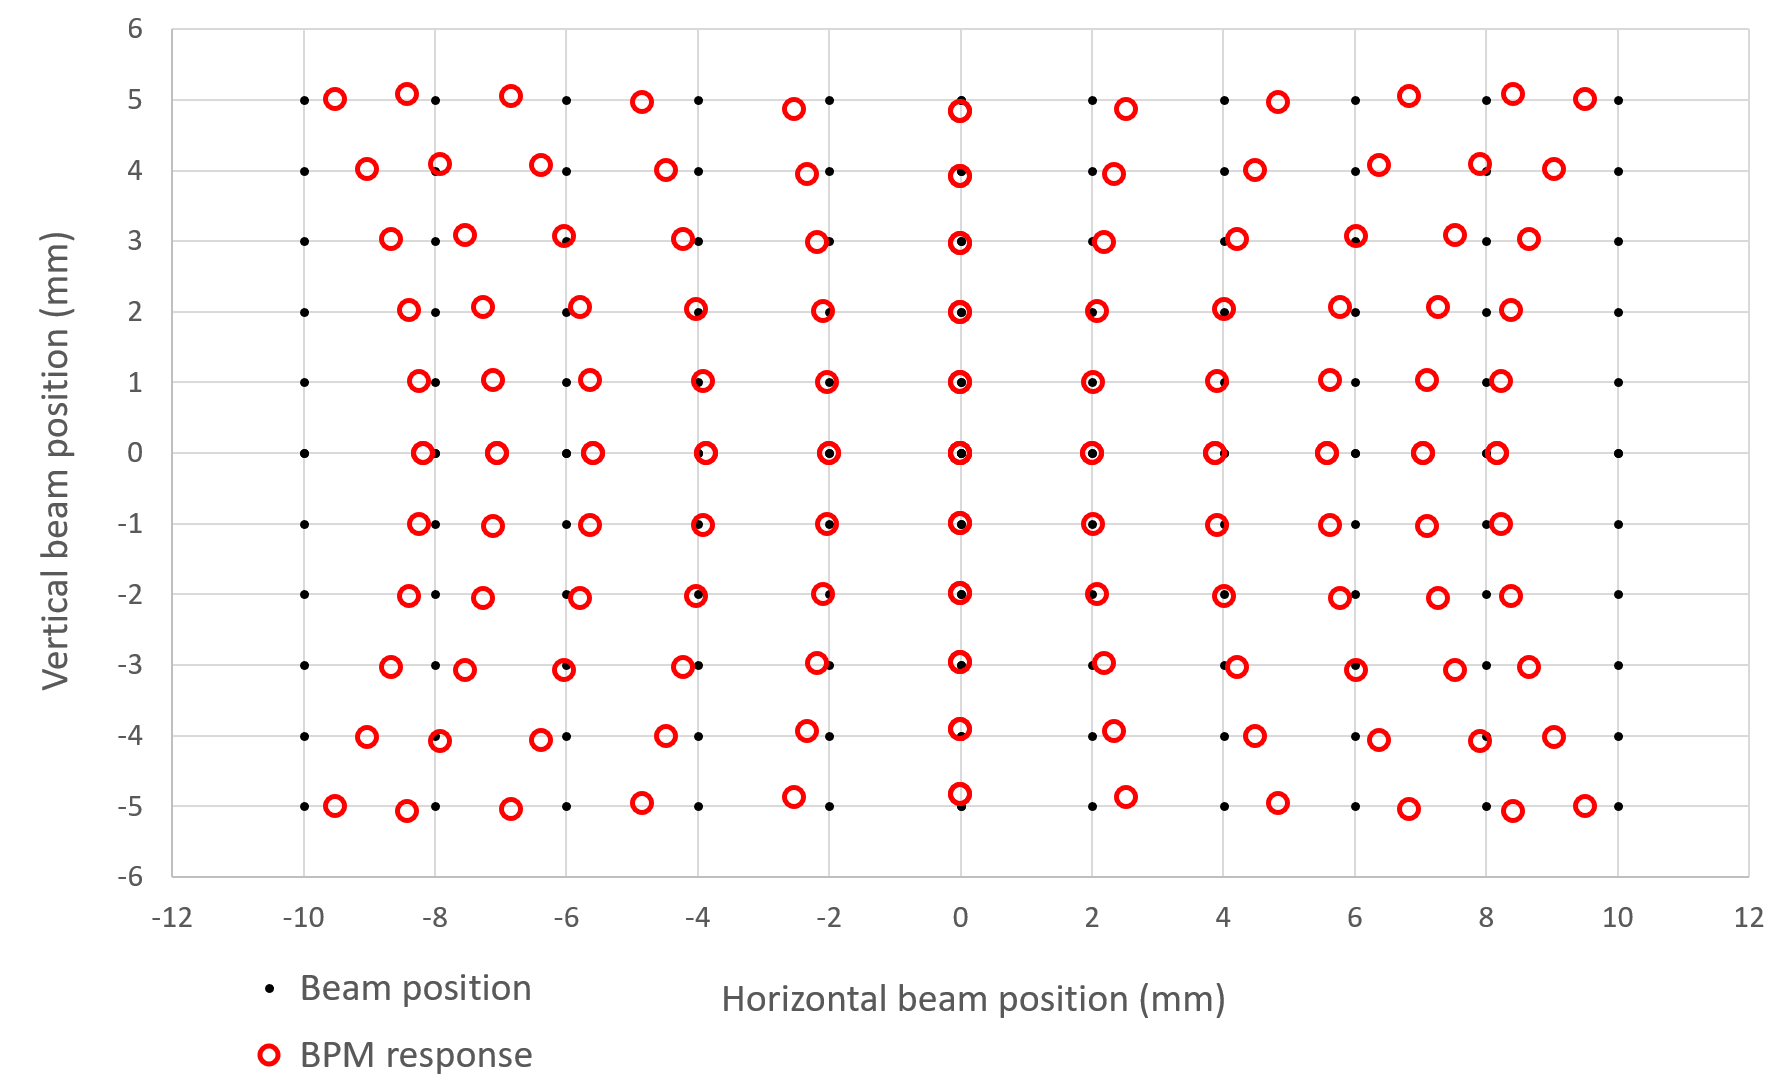 6
5
4
3
2
1
0
-1
-2
-3
-4
-5
-6
Vertical beam position (mm)
-12 -10 -8 -6 -4 -2 0 2 4 6 8 10 12
Horizontal beam position (mm)
Beam position
BPM response